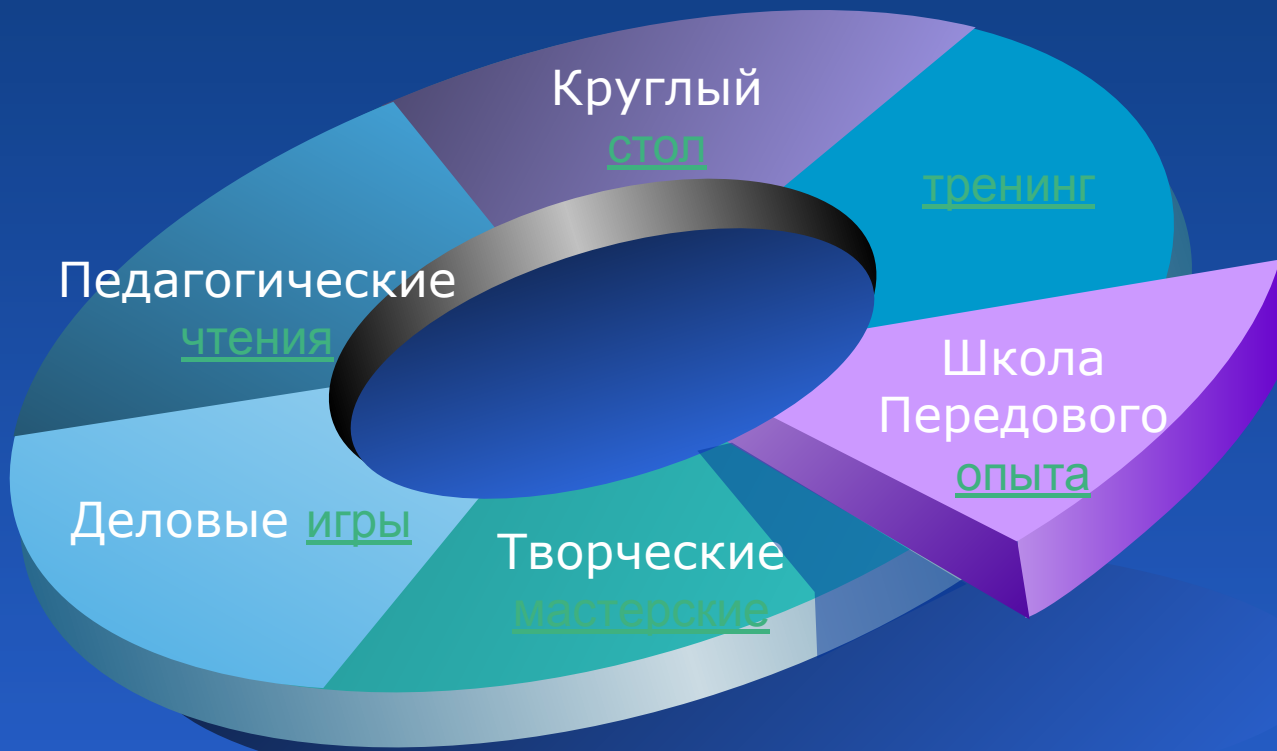 Круглый
стол
тренинг
Педагогические
чтения
Школа
Передового
опыта
Деловые игры
Творческие
мастерские